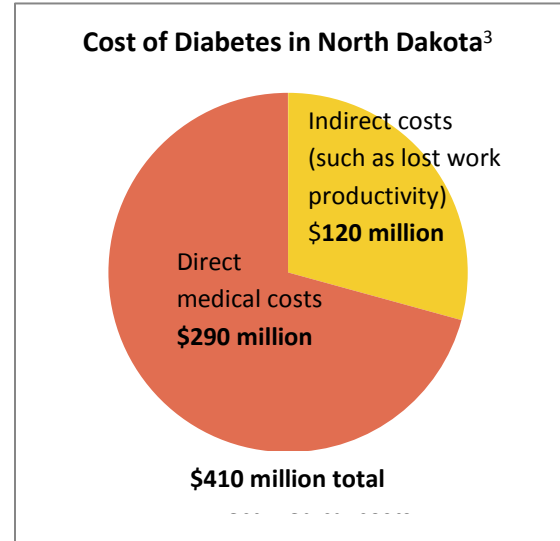 Cost of Diabetes in North Dakota³
Indirect costs
(such as lost work
productivity)
$120 million
Direct
medical costs
$290 million
$410 million total